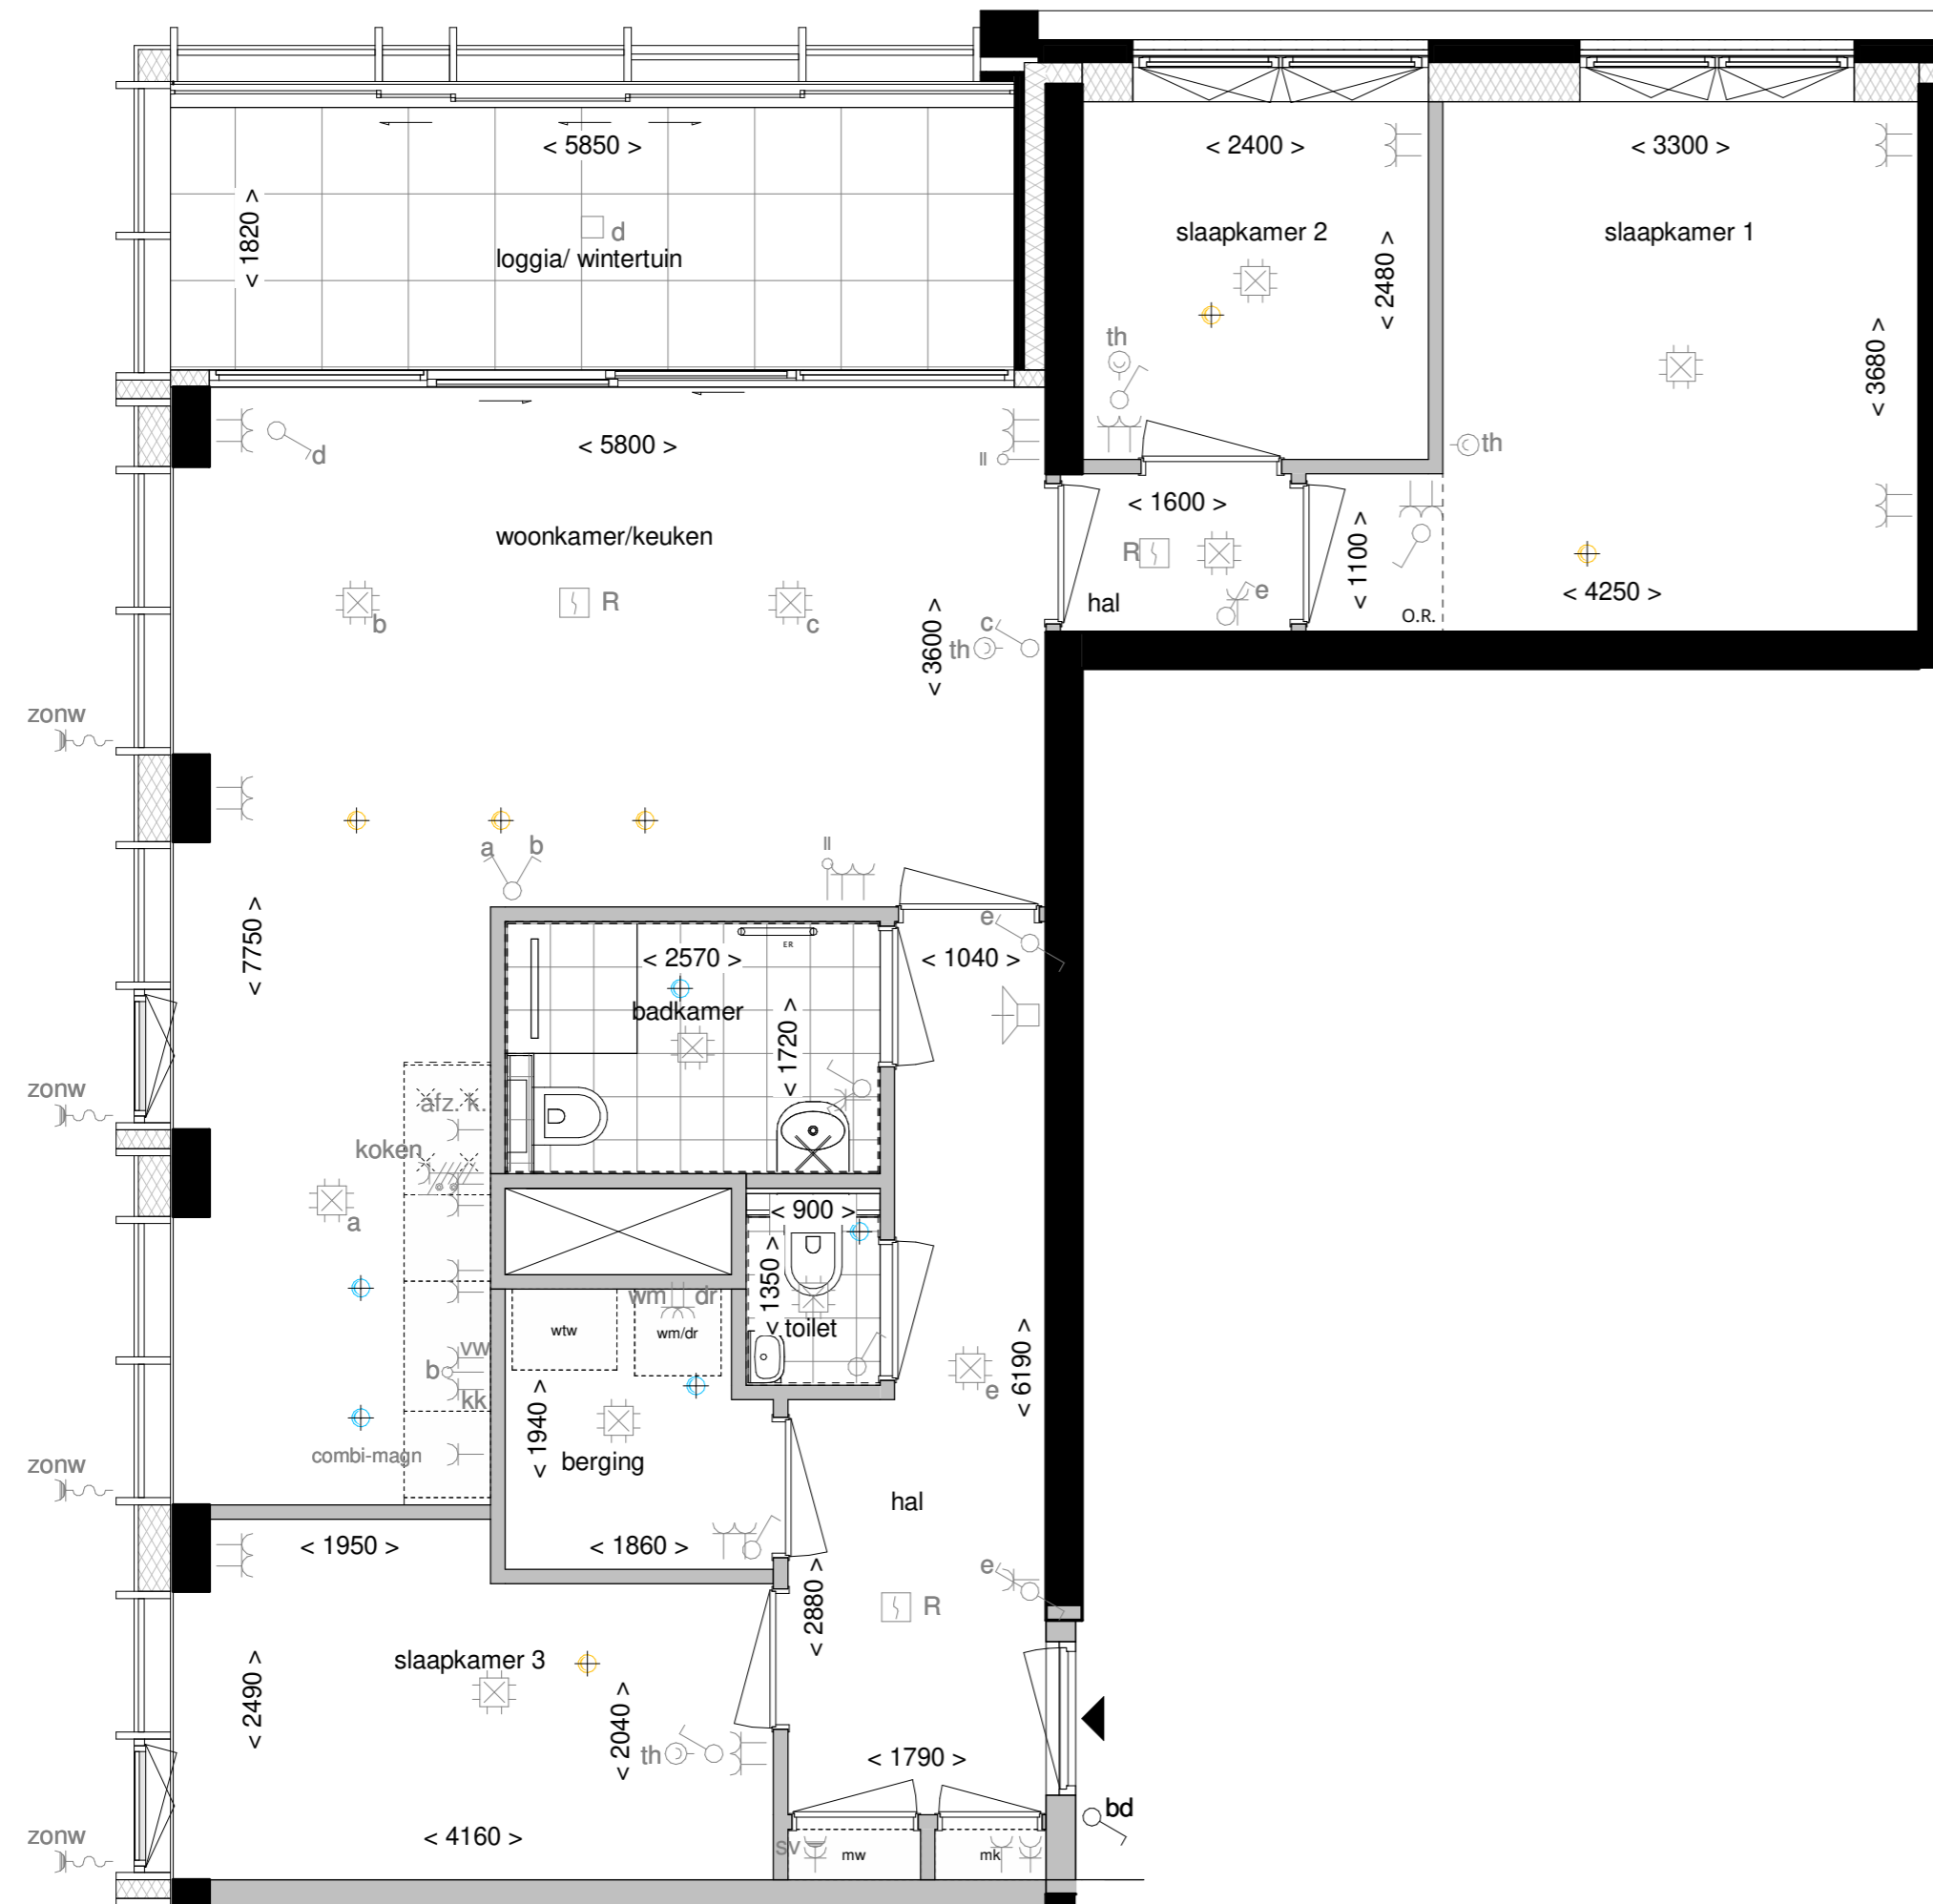 < 5850 >
< 1820 >
d
loggia/ wintertuin
< 2400 >
slaapkamer 2
< 2480 >
th
< 3300 >
slaapkamer 1
< 3680 >
th
d
< 5800 >
woonkamer/keuken
b
R
c
< 3600 >
c
th
< 1600 >
R
hal
e
< 1100 >
O.R.
< 4250 >
zonw
a
b
< 7750 >
ER
< 2570 >
badkamer
< 1720 >
e
< 1040 >
zonw
afz. k.
koken
a
< 900 >
< 1350 >
toilet
wm
dr
wtw
wm/dr
vw
b
kk
combi-magn
< 1940 >
berging
< 1860 >
e
< 6190 >
hal
zonw
< 1950 >
e
< 2880 >
R
slaapkamer 3
< 2490 >
< 2040 >
th
< 1790 >
bd
zonw
< 4160 >
sv
mw
mk